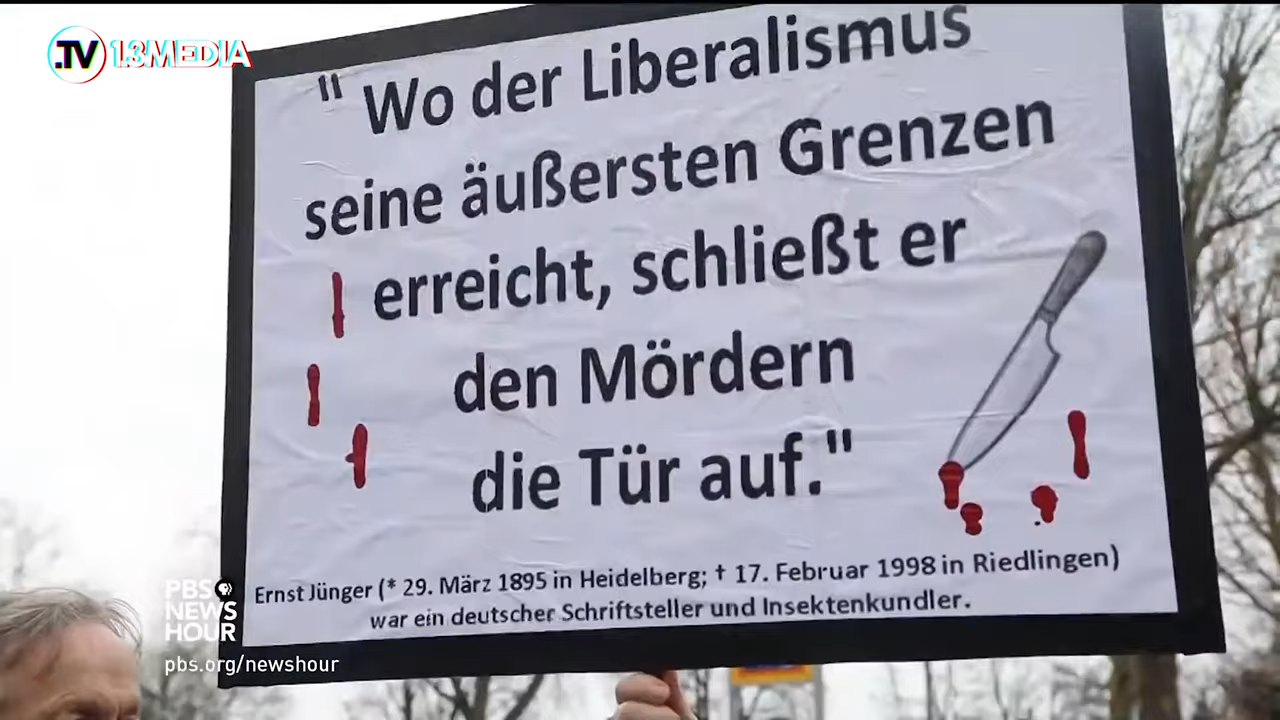 .TV 1.3MEDIA
" Wo der Liberalismus
seine äußersten Grenzen
erreicht, schließt er
den Mördern
die Tür auf."
Ernst Jünger (* 29. März 1895 in Heidelberg; † 17. Februar 1998 in Riedlingen)
war ein deutscher Schriftsteller und Insektenkundler.
PBS
NEWS
HOUR
pbs.org/newshour